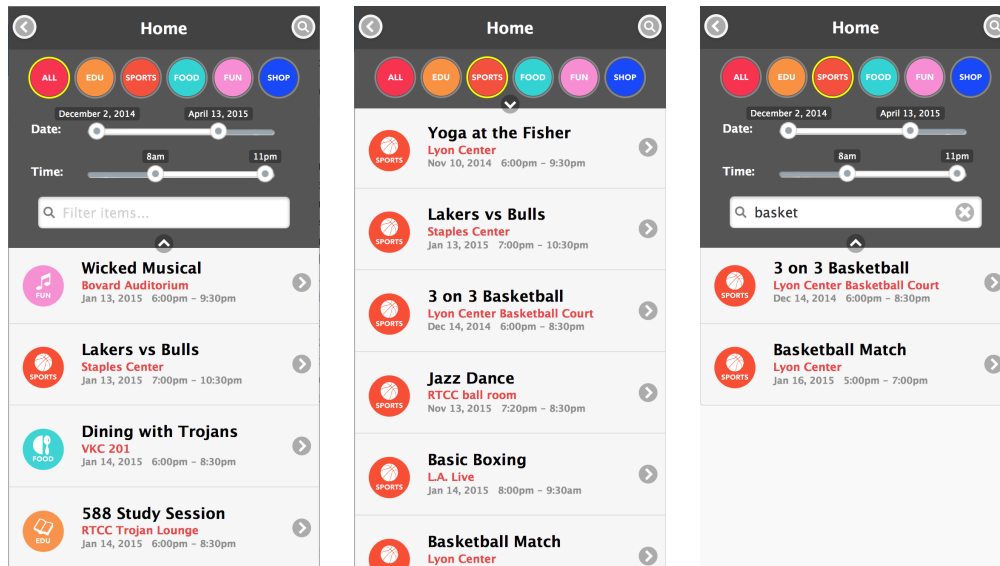 Home
ALL EDU SPORTS FOOD FUN SHOP
December 2, 2014 April 13, 2015
Date:
8am 11pm
Time:
Filter items...
Wicked Musical
Bovard Auditorium
FUN
Jan 13, 2015 6:00pm - 9:30pm
Lakers vs Bulls
Staples Center
SPORTS
Jan 13, 2015 7:00pm - 10:30pm
Dining with Trojans
VKC 201
FOOD
Jan 14, 2015 6:00pm - 8:30pm
588 Study Session
RTCC Trojan Lounge
EDU
Jan 14, 2015 6:00pm - 8:30pm
Home
ALL EDU SPORTS FOOD FUN SHOP
Yoga at the Fisher
Lyon Center
SPORTS
Nov 10, 2014 6:00pm - 9:30pm
Lakers vs Bulls
Staples Center
SPORTS
Jan 13, 2015 7:00pm - 10:30pm
3 on 3 Basketball
Lyon Center Basketball Court
SPORTS
Dec 14, 2014 6:00pm - 8:30pm
Jazz Dance
RTCC ball room
SPORTS
Nov 13, 2015 7:20pm - 8:30pm
Basic Boxing
L.A. Live
SPORTS
Jan 14, 2015 8:00pm - 9:30am
Basketball Match
Lyon Center
SPORTS
Home
ALL EDU SPORTS FOOD FUN SHOP
December 2, 2014 April 13, 2015
Date:
8am 11pm
Time:
basket
3 on 3 Basketball
Lyon Center Basketball Court
SPORTS
Dec 14, 2014 6:00pm - 8:30pm
Basketball Match
Lyon Center
SPORTS
Jan 16, 2015 5:00pm - 7:00pm